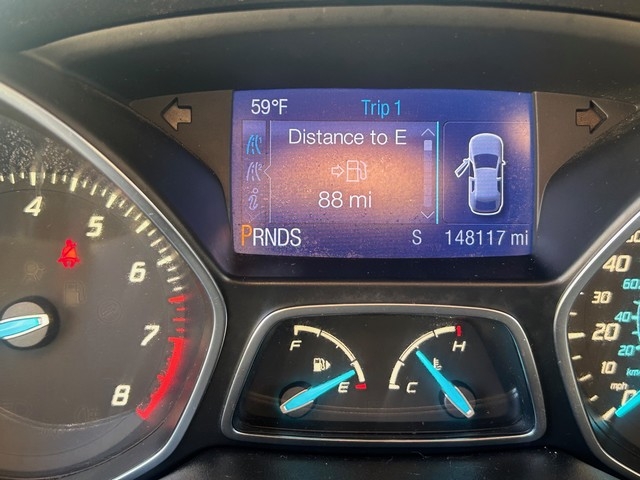 59°F Trip 1
Distance to E
88 mi
PRNDS S 148117 mi
4
5
6
7
8
F
E
H
C
40
60
30
20
20
10
km/
mph
0